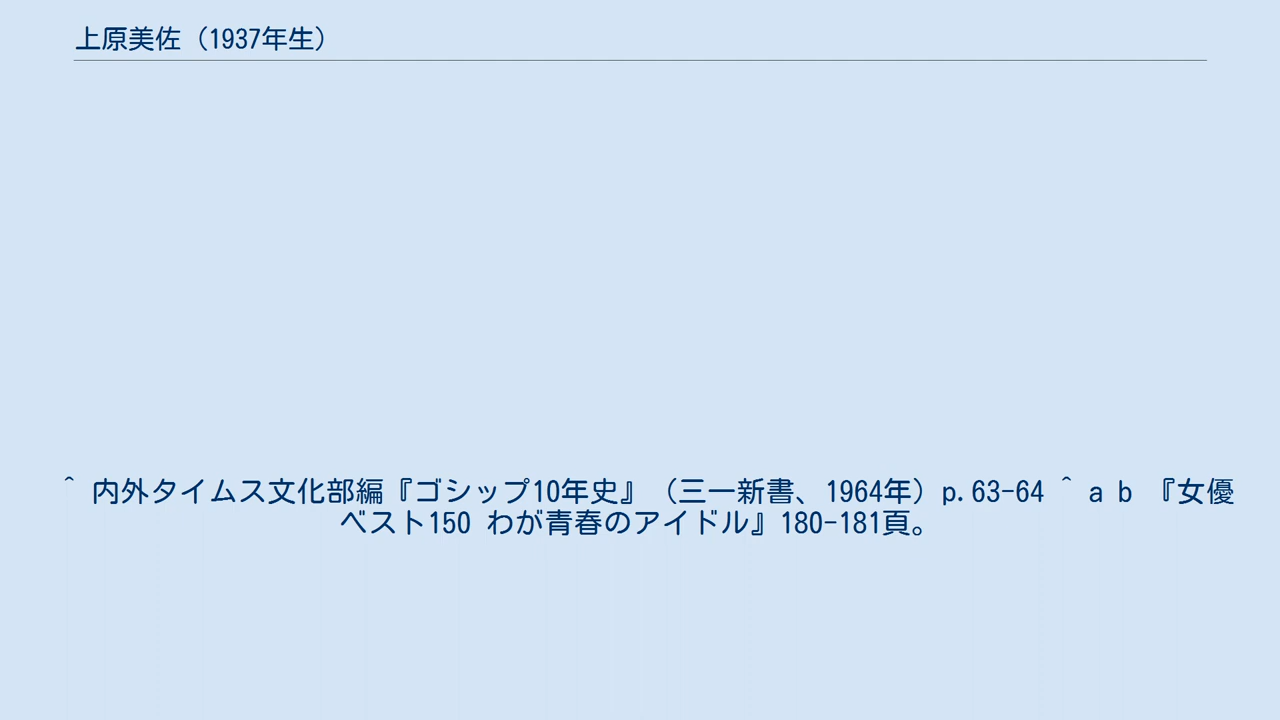 上原美佐（1937年生）
^ 内外タイムス文化部編『ゴシップ10年史』（三一新書、1964年）p.63-64 ^ a b 『女優
ベスト150 わが青春のアイドル』180-181頁。